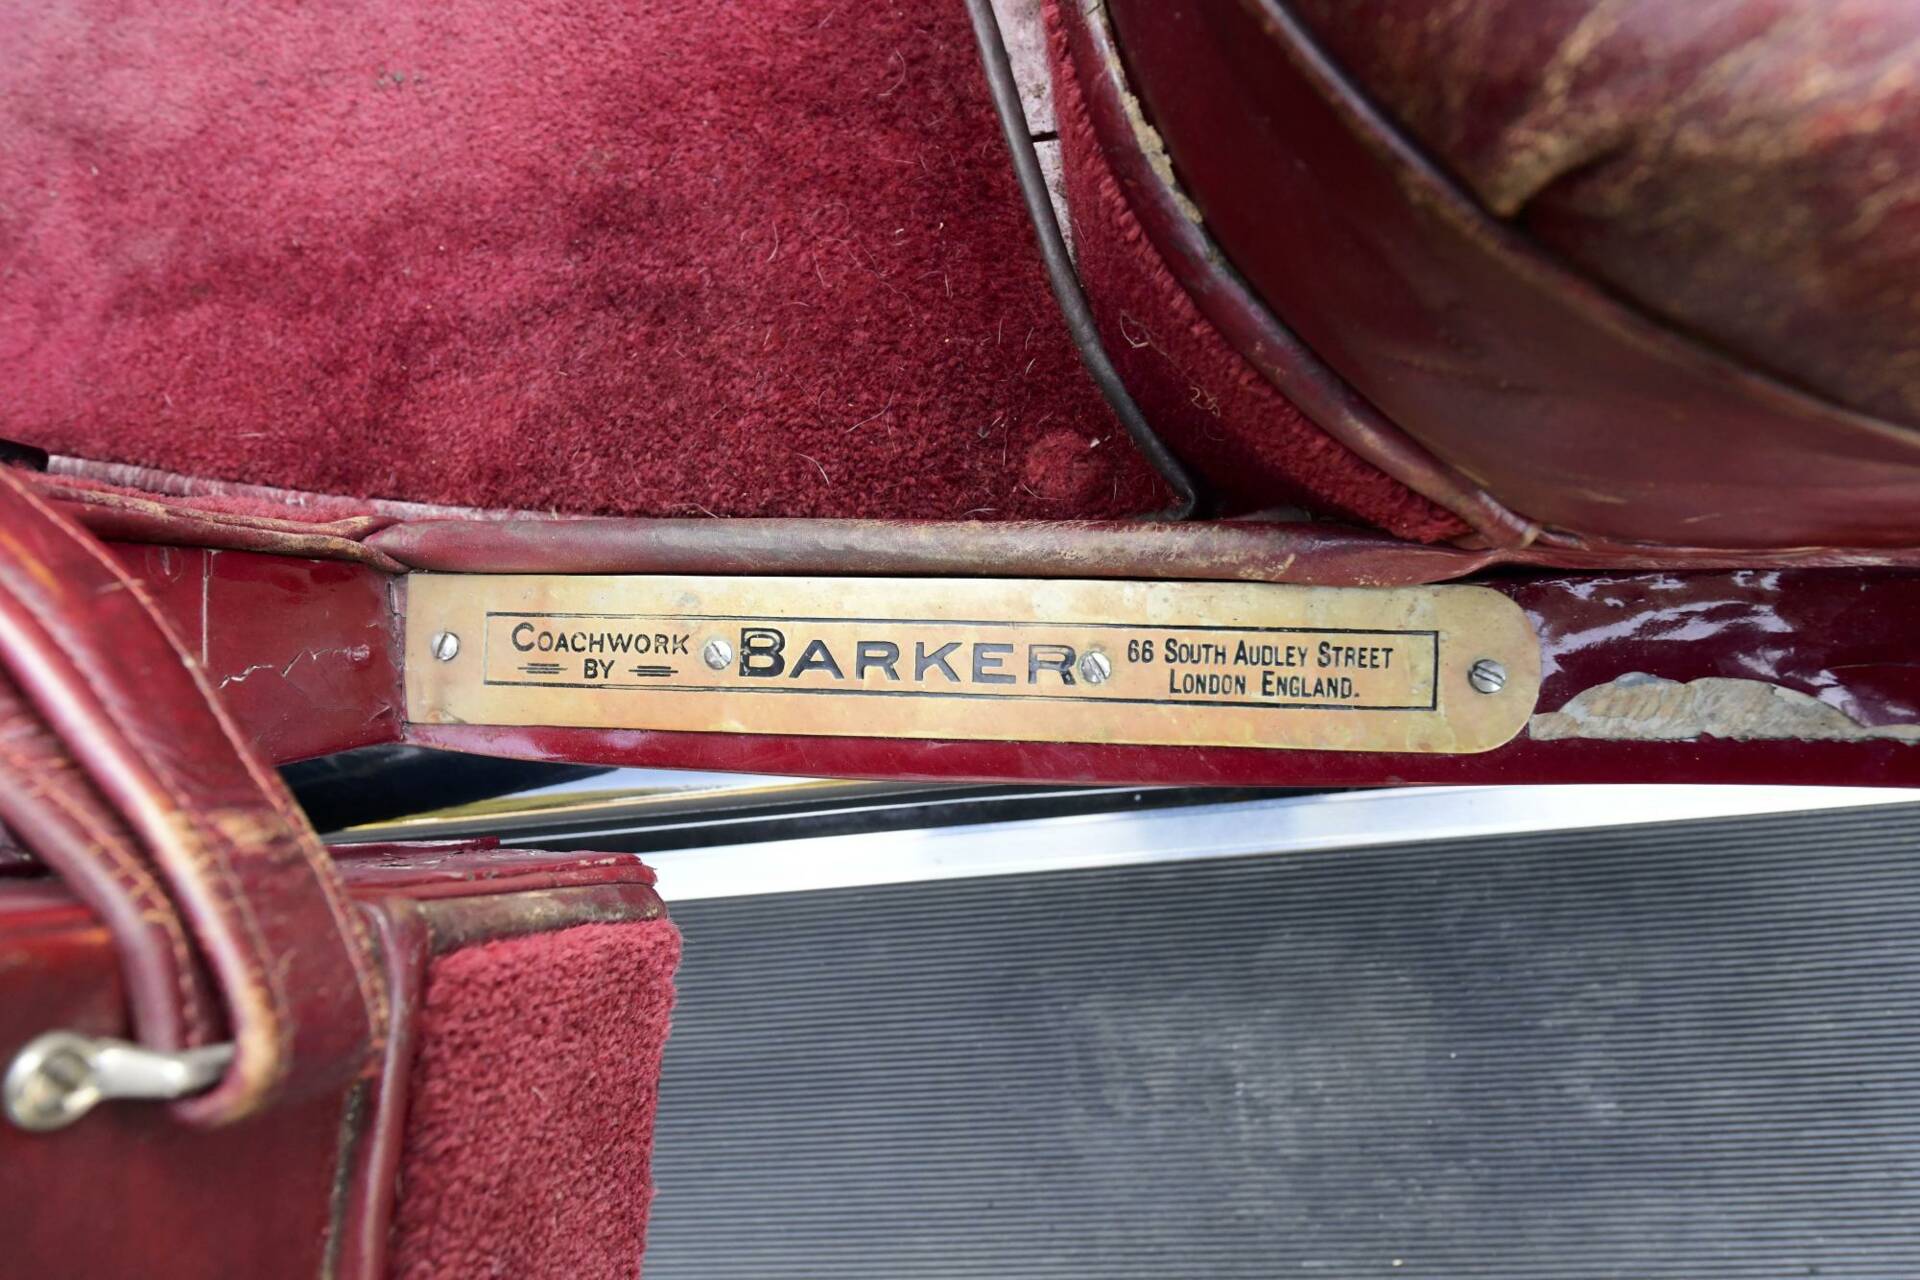 COACHWORK
BY
BARKER
66 SOUTH AUDLEY STREET
LONDON ENGLAND.